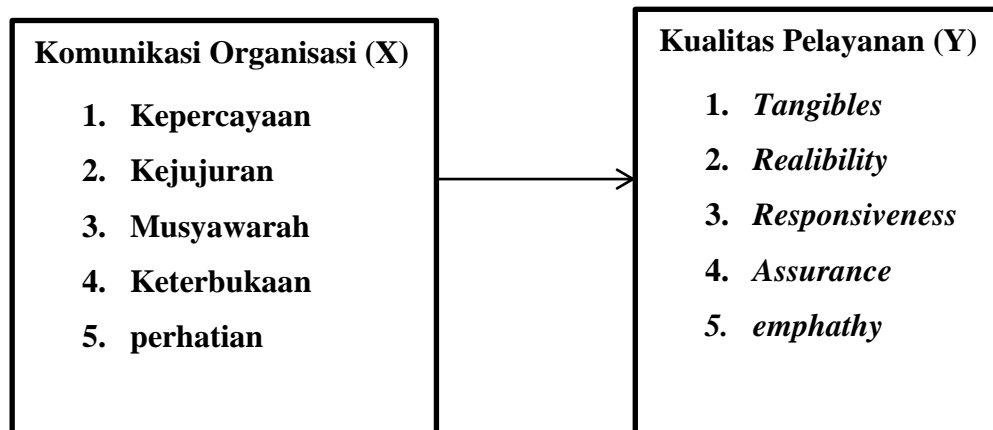 Komunikasi Organisasi (X)
1. Kepercayaan
2. Kejujuran
3. Musyawarah
4. Keterbukaan
5. perhatian
Kualitas Pelayanan (Y)
1. Tangibles
2. Realibility
3. Responsiveness
4. Assurance
5. emphathy